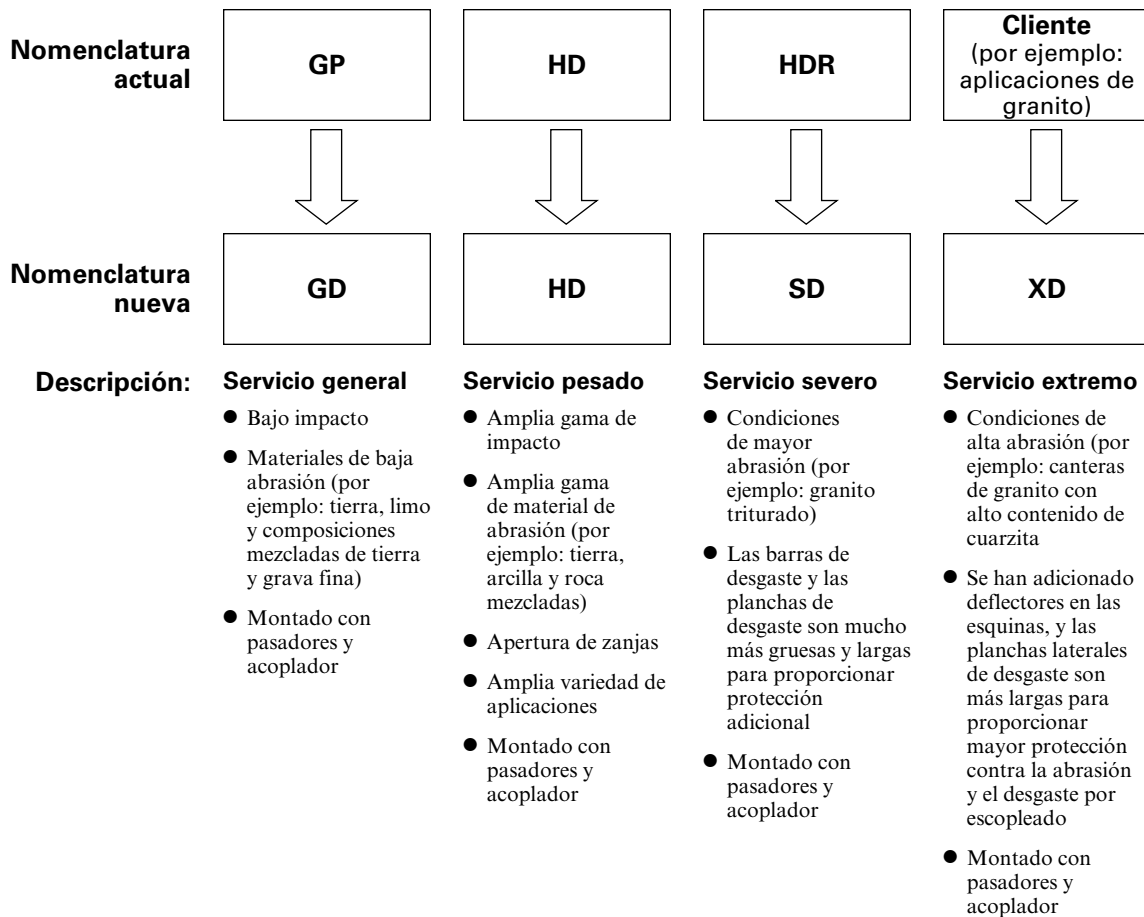 Nomenclatura
actual
GP
HD
HDR
Cliente
(por ejemplo:
aplicaciones de
granito)
Nomenclatura
nueva
GD
HD
SD
XD
Descripción:
Servicio general
● Bajo impacto
● Materiales de baja
abrasión (por
ejemplo: tierra, limo
y composiciones
mezcladas de tierra
y grava fina)
● Montado con
pasadores y
acoplador
Servicio pesado
● Amplia gama de
impacto
● Amplia gama
de material de
abrasión (por
ejemplo: tierra,
arcilla y roca
mezcladas)
● Apertura de zanjas
● Amplia variedad de
aplicaciones
● Montado con
pasadores y
acoplador
Servicio severo
● Condiciones
de mayor
abrasión (por
ejemplo: granito
triturado)
● Las barras de
desgaste y las
planchas de
desgaste son mucho
más gruesas y largas
para proporcionar
protección
adicional
● Montado con
pasadores y
acoplador
Servicio extremo
● Condiciones de
alta abrasión (por
ejemplo: canteras
de granito con
alto contenido de
cuarzita
● Se han adicionado
deflectores en las
esquinas, y las
planchas laterales
de desgaste son
más largas para
proporcionar
mayor protección
contra la abrasión
y el desgaste por
escopleado
● Montado con
pasadores y
acoplador